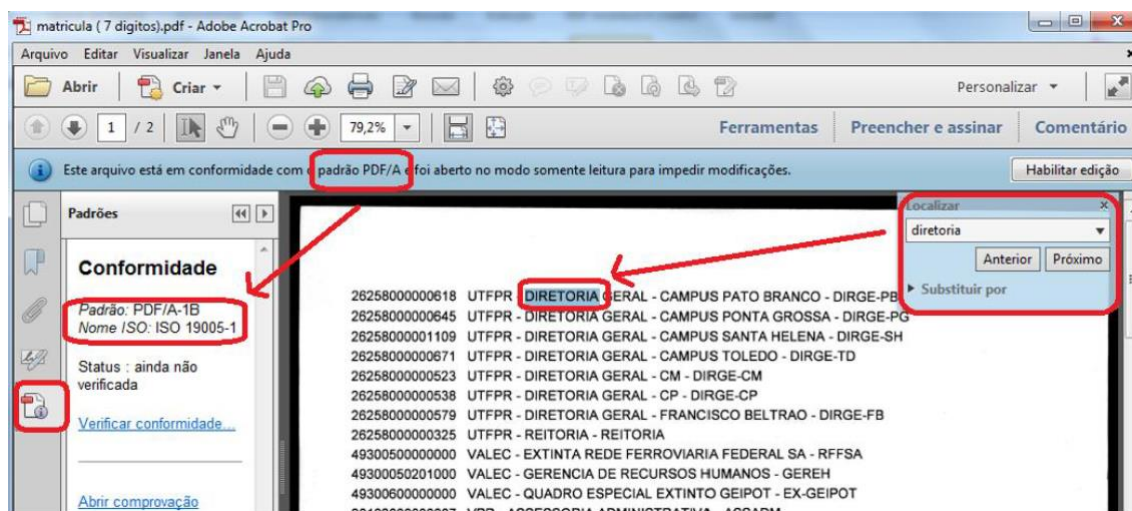 matricula ( 7 digitos).pdf - Adobe Acrobat Pro
Arquivo Editar Visualizar Janela Ajuda
Abrir Criar Personalizar
1 / 2 79,2% Ferramentas Preencher e assinar Comentário
Este arquivo está em conformidade com o padrão PDF/A e foi aberto no modo somente leitura para impedir modificações. Habilitar edição
Padrões
Conformidade
Padrão: PDF/A-1B
Nome ISO: ISO 19005-1
Status : ainda não
verificada
Verificar conformidade...
Abrir comprovação
Localizar
diretoria
Anterior Próximo
Substituir por
26258000000618 UTFPR - DIRETORIA GERAL - CAMPUS PATO BRANCO - DIRGE-PB
26258000000645 UTFPR - DIRETORIA GERAL - CAMPUS PONTA GROSSA - DIRGE-PG
26258000001109 UTFPR - DIRETORIA GERAL - CAMPUS SANTA HELENA - DIRGE-SH
26258000000671 UTFPR - DIRETORIA GERAL - CAMPUS TOLEDO - DIRGE-TD
26258000000523 UTFPR - DIRETORIA GERAL - CM - DIRGE-CM
26258000000538 UTFPR - DIRETORIA GERAL - CP - DIRGE-CP
26258000000579 UTFPR - DIRETORIA GERAL - FRANCISCO BELTRAO - DIRGE-FB
26258000000325 UTFPR - REITORIA - REITORIA
49300000000000 VALEC - EXTINTA REDE FERROVIARIA FEDERAL SA - RFFSA
49300050201000 VALEC - GERENCIA DE RECURSOS HUMANOS - GEREH
49300600000000 VALEC - QUADRO ESPECIAL EXTINTO GEIPOT - EX-GEIPOT
ASSESSORIA ADMINISTRATIVA